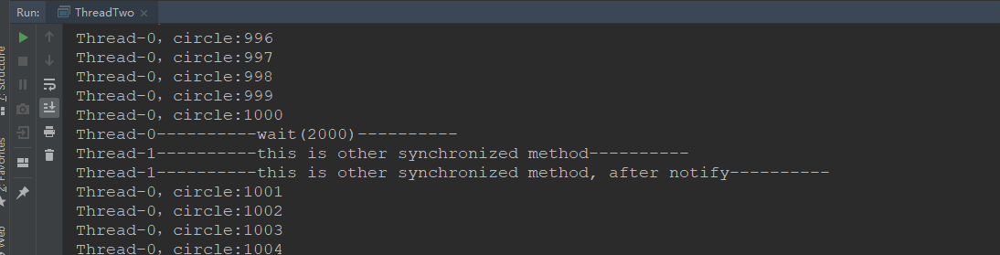 Run: ThreadTwo
Thread-0, circle:996
Thread-0, circle:997
Thread-0, circle:998
Thread-0, circle:999
Thread-0, circle:1000
Thread-0----------wait(2000)----------
Thread-1----------this is other synchronized method----------
Thread-1----------this is other synchronized method, after notify----------
Thread-0, circle:1001
Thread-0, circle:1002
Thread-0, circle:1003
Thread-0, circle:1004
Z: Structure
2: Favorites
Web